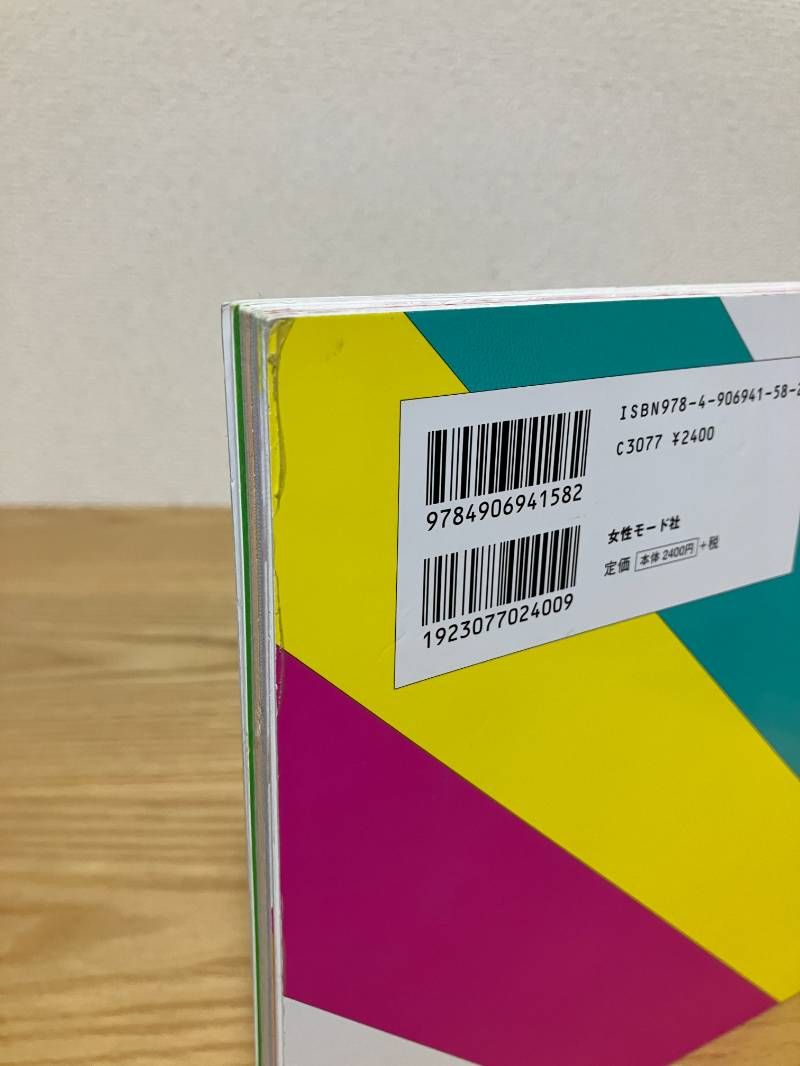 ISBN978-4-906941-58-2
C3077 ¥2400
9784906941582
女性モード社
定価 本体 2400円 +税
1923077024009